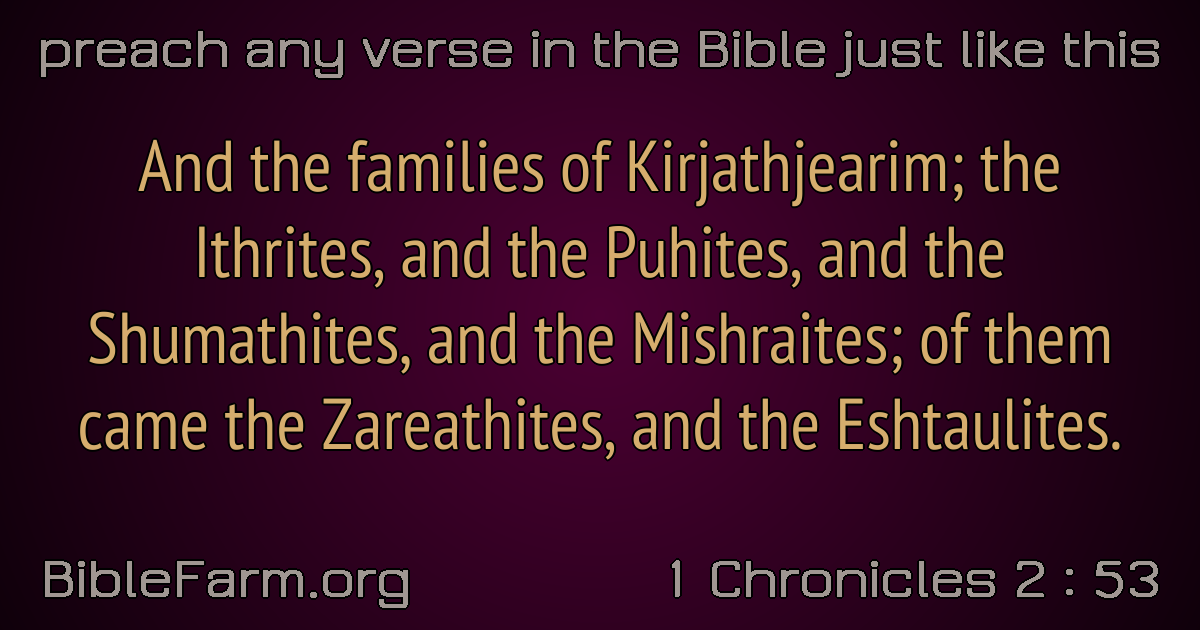 preach any verse in the Bible just like this
And the families of Kirjathjearim; the
Ithrites, and the Puhites, and the
Shumathites, and the Mishraites; of them
came the Zareathites, and the Eshtaulites.
BibleFarm.org
1 Chronicles 2 : 53